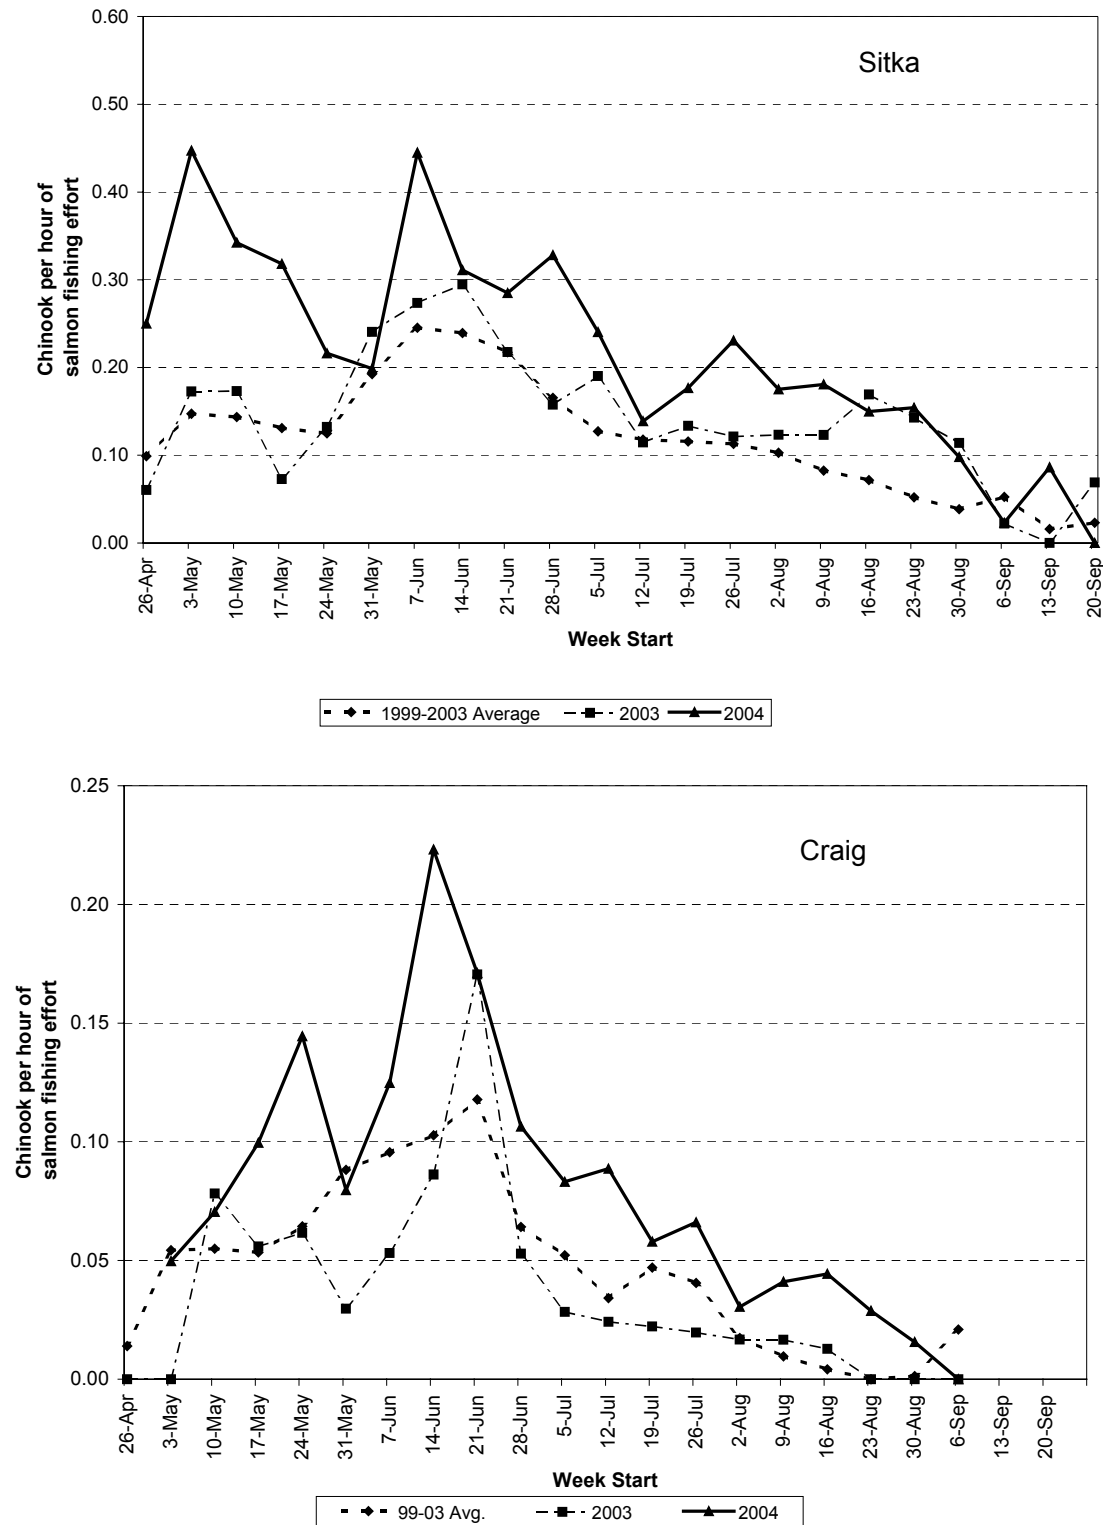 Sitka
Chinook per hour of
salmon fishing effort
0.60
0.50
0.40
0.30
0.20
0.10
0.00
26-Apr
3-May
10-May
17-May
24-May
31-May
7-Jun
14-Jun
21-Jun
28-Jun
5-Jul
12-Jul
19-Jul
26-Jul
2-Aug
9-Aug
16-Aug
23-Aug
30-Aug
6-Sep
13-Sep
20-Sep
Week Start
1999-2003 Average 2003 2004
Craig
Chinook per hour of
salmon fishing effort
0.25
0.20
0.15
0.10
0.05
0.00
26-Apr
3-May
10-May
17-May
24-May
31-May
7-Jun
14-Jun
21-Jun
28-Jun
5-Jul
12-Jul
19-Jul
26-Jul
2-Aug
9-Aug
16-Aug
23-Aug
30-Aug
6-Sep
13-Sep
20-Sep
Week Start
99-03 Avg. 2003 2004